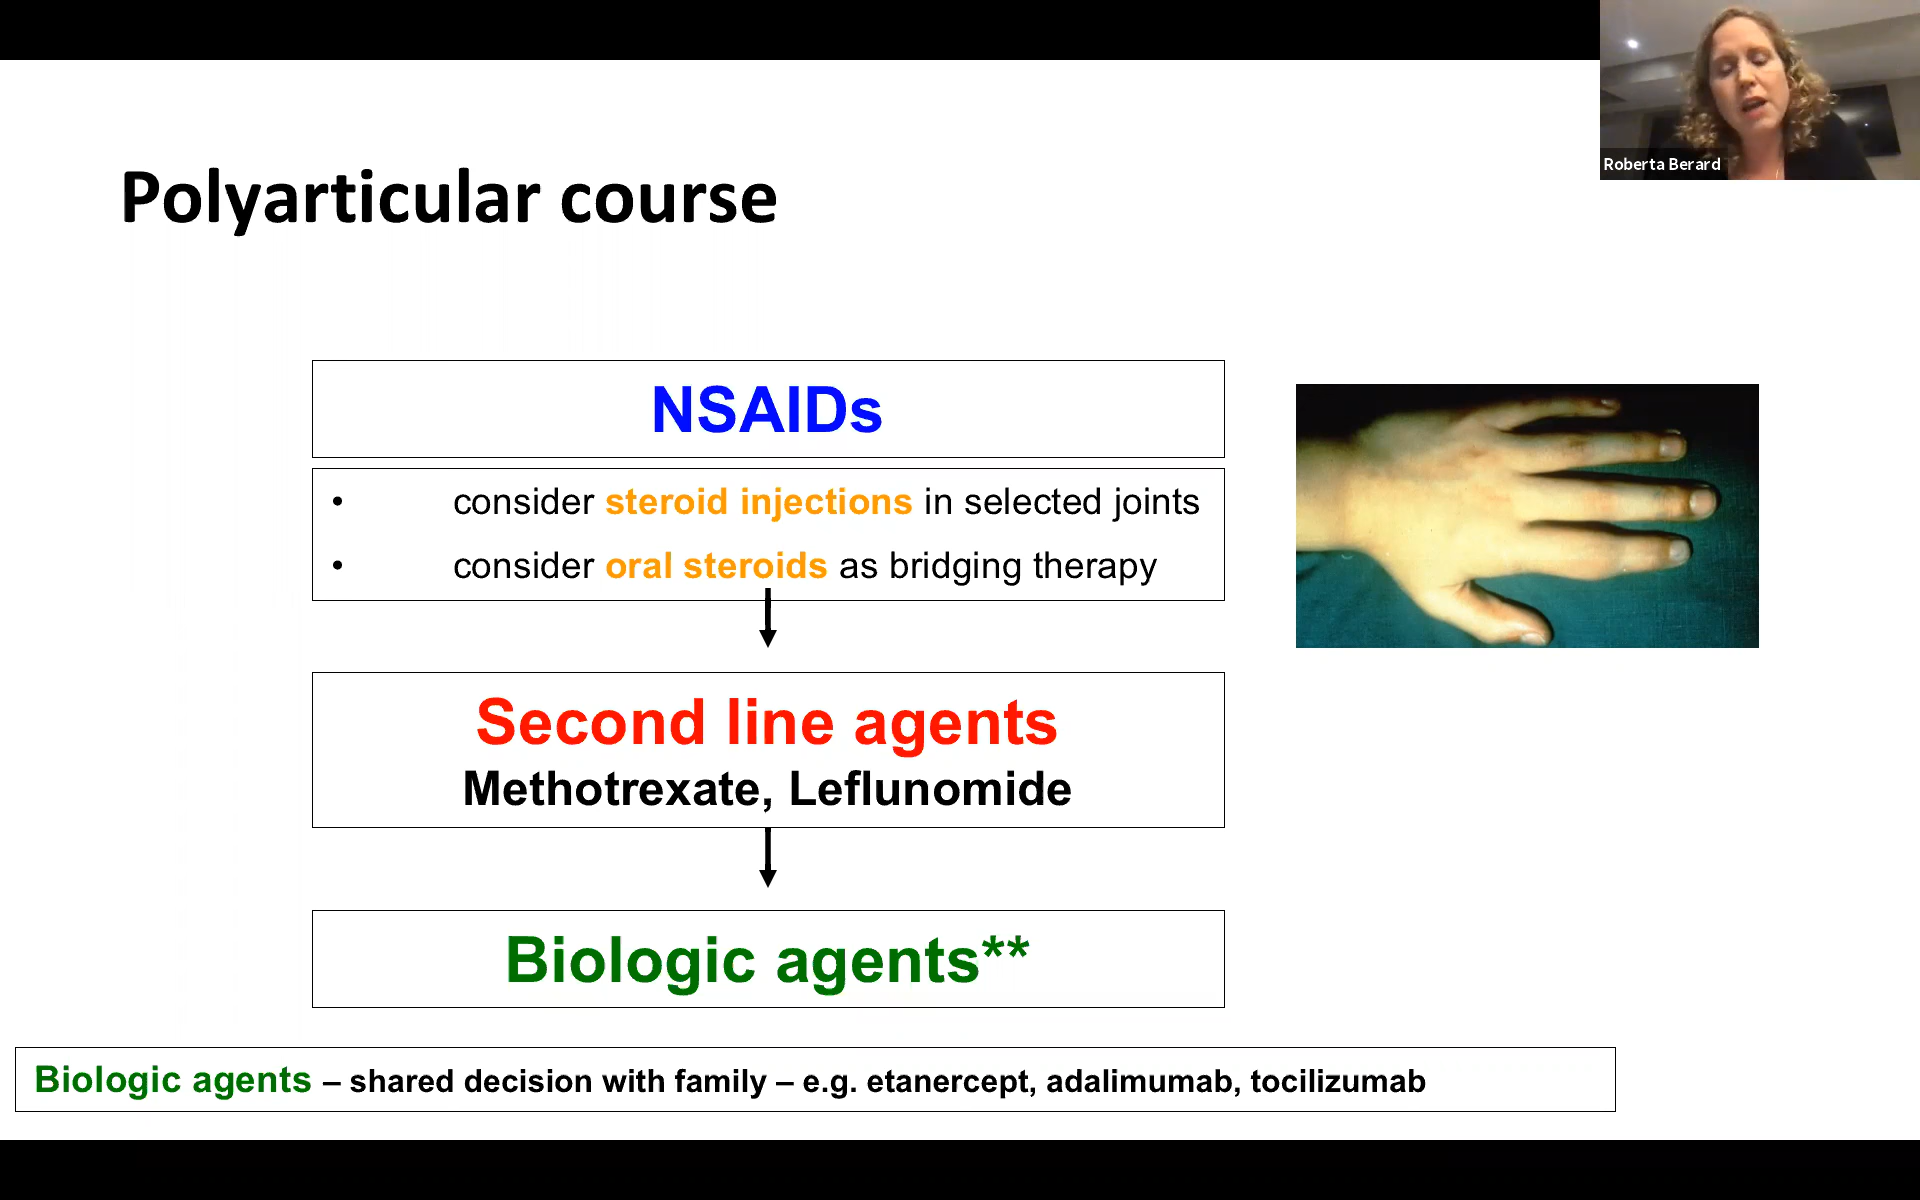 Roberta Berard
Polyarticular course
NSAIDs
• consider steroid injections in selected joints
• consider oral steroids as bridging therapy
Second line agents
Methotrexate, Leflunomide
Biologic agents**
Biologic agents – shared decision with family – e.g. etanercept, adalimumab, tocilizumab